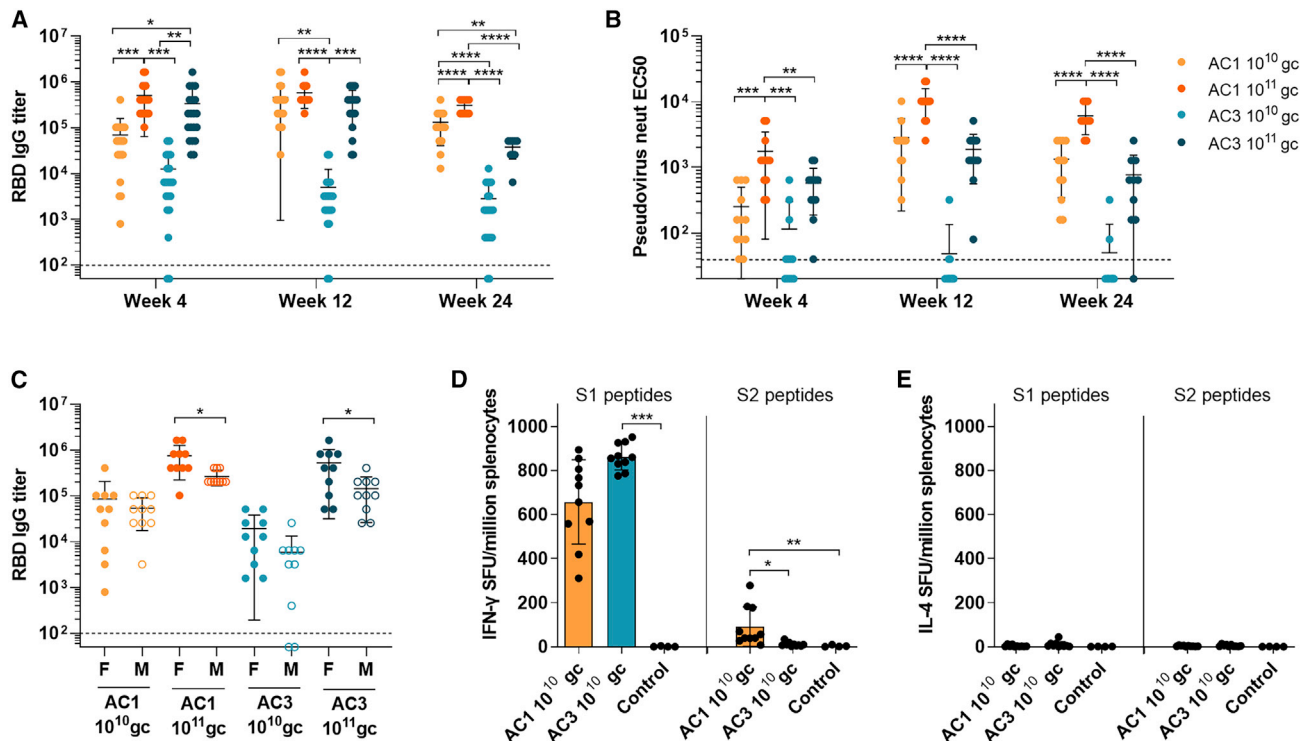 A
RBD IgG titer
10⁷
10⁶
10⁵
10⁴
10³
10²
* ** *** ***
** **** ***
** **** **** **** ****
Week 4 Week 12 Week 24
B
Pseudovirus neut EC50
10⁵
10⁴
10³
10²
** *** ***
**** **** ****
**** **** ****
Week 4 Week 12 Week 24
AC1 10¹⁰ gc
AC1 10¹¹ gc
AC3 10¹⁰ gc
AC3 10¹¹ gc
C
RBD IgG titer
10⁷
10⁶
10⁵
10⁴
10³
10²
* *
F M F M F M F M
AC1 AC1 AC3 AC3
10¹⁰gc 10¹¹gc 10¹⁰gc 10¹¹gc
D
S1 peptides S2 peptides
IFN-γ SFU/million splenocytes
1000
800
600
400
200
0
*** ** *
AC1 10¹⁰ gc AC3 10¹⁰ gc Control AC1 10¹⁰ gc AC3 10¹⁰ gc Control
E
S1 peptides S2 peptides
IL-4 SFU/million splenocytes
1000
800
600
400
200
0
AC1 10¹⁰ gc AC3 10¹⁰ gc Control AC1 10¹⁰ gc AC3 10¹⁰ gc Control